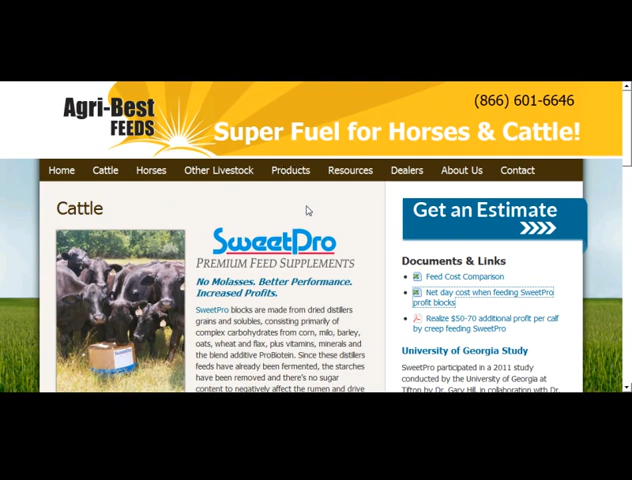 Agri-Best
FEEDS
(866) 601-6646
Super Fuel for Horses & Cattle!
Home Cattle Horses Other Livestock Products Resources Dealers About Us Contact
Cattle
SweetPro
PREMIUM FEED SUPPLEMENTS
No Molasses. Better Performance.
Increased Profits.
SweetPro blocks are made from dried distillers
grains and solubles, consisting primarily of
complex carbohydrates from corn, milo, barley,
oats, wheat and flax, plus vitamins, minerals and
the blend additive ProBiotein. Since these distillers
feeds have already been fermented, the starches
have been removed and there's no sugar
content to negatively affect the rumen and drive
Get an Estimate
Documents & Links
Feed Cost Comparison
Net day cost when feeding SweetPro
profit blocks
Realize $50-70 additional profit per calf
by creep feeding SweetPro
University of Georgia Study
SweetPro participated in a 2011 study
conducted by the University of Georgia at
Tifton by Dr. Gary Hill, in collaboration with Dr.